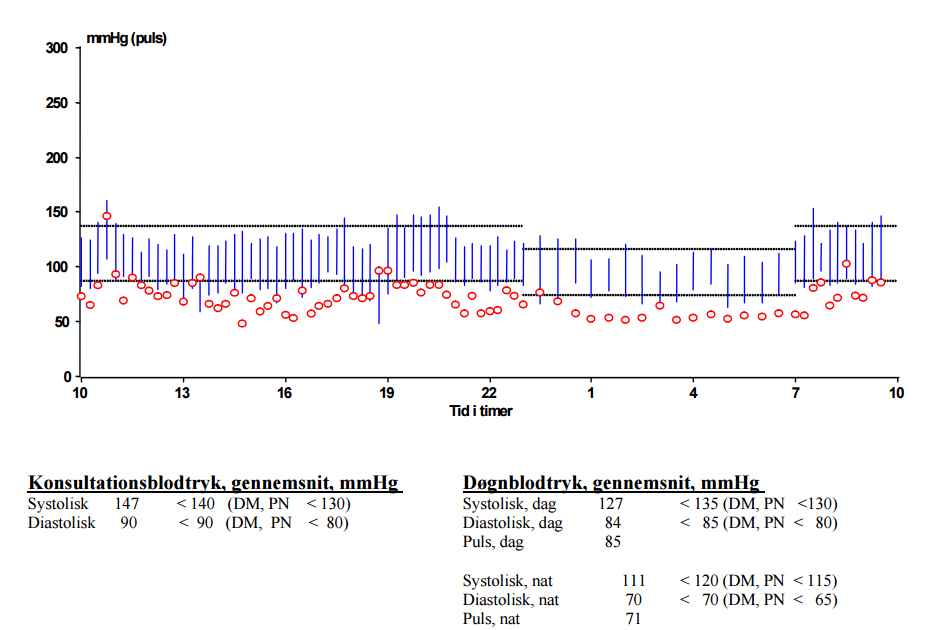 mmHg (puls)
300
250
200
150
100
50
0
10 13 16 19 22 1 4 7 10
Tid i timer
Konsultationsblodtryk, gennemsnit, mmHg
Systolisk 147 < 140 (DM, PN < 130)
Diastolisk 90 < 90 (DM, PN < 80)
Døgnblodtryk, gennemsnit, mmHg
Systolisk, dag 127 < 135 (DM, PN <130)
Diastolisk, dag 84 < 85 (DM, PN < 80)
Puls, dag 85
Systolisk, nat 111 < 120 (DM, PN < 115)
Diastolisk, nat 70 < 70 (DM, PN < 65)
Puls, nat 71